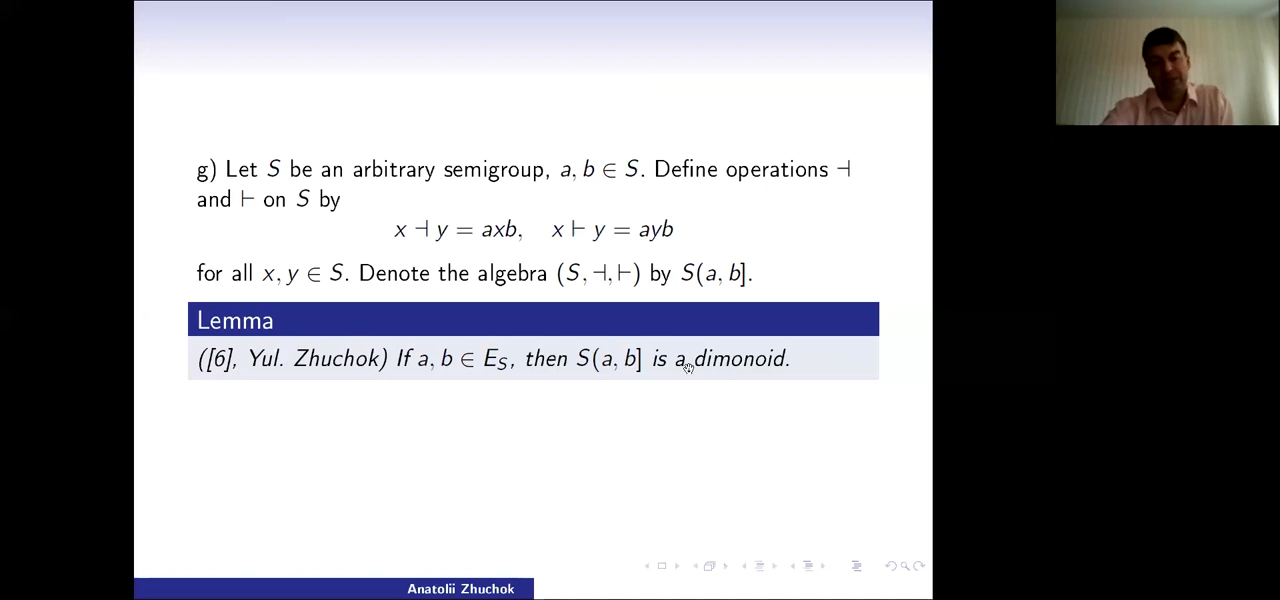 g) Let S be an arbitrary semigroup, a, b ∈ S. Define operations ⊣
and ⊢ on S by
x ⊣ y = axb, x ⊢ y = ayb
for all x, y ∈ S. Denote the algebra (S, ⊣, ⊢) by S(a, b].
Lemma
([6], Yul. Zhuchok) If a, b ∈ E_S, then S(a, b] is a dimonoid.
Anatolii Zhuchok